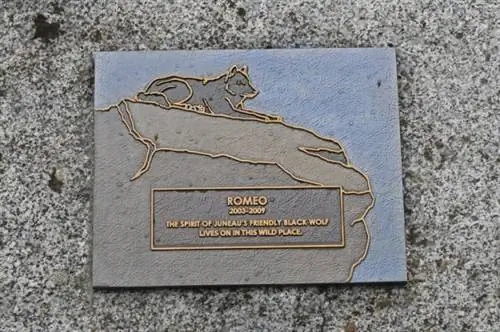 ROMEO
2003-2009
THE SPIRIT OF JUNEAU'S FRIENDLY BLACK WOLF
LIVES ON IN THIS WILD PLACE.